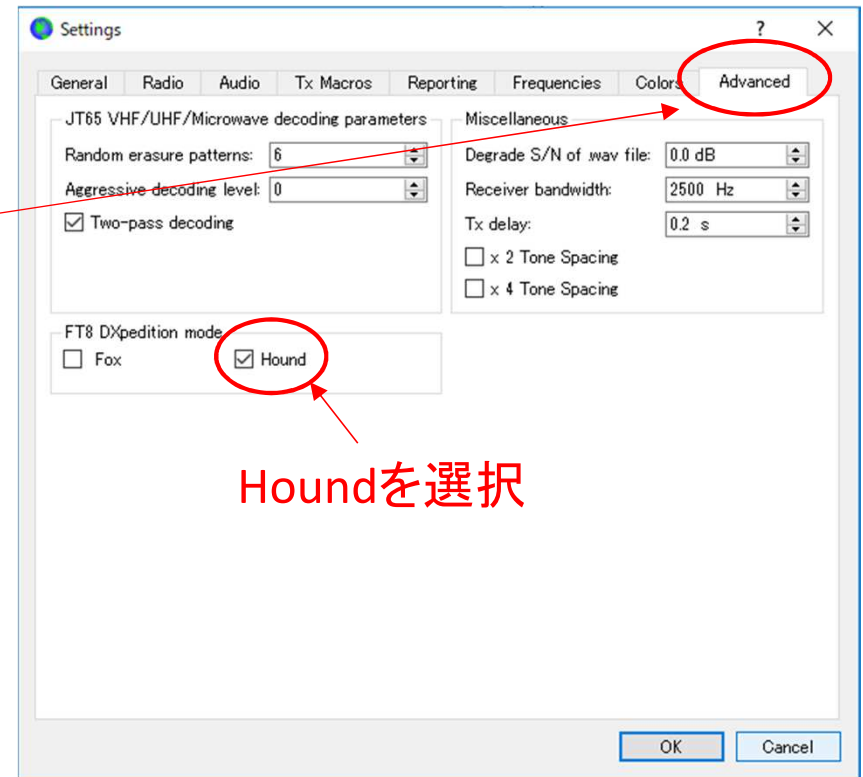 Settings
?
General Radio Audio Tx Macros Reporting Frequencies Colors Advanced
JT65 VHF/UHF/Microwave decoding parameters
Random erasure patterns: 6
Aggressive decoding level: 0
Two-pass decoding
Miscellaneous
Degrade S/N of .wav file: 0.0 dB
Receiver bandwidth: 2500 Hz
Tx delay: 0.2 s
x 2 Tone Spacing
x 4 Tone Spacing
FT8 DXpedition mode
Fox Hound
Houndを選択
OK Cancel